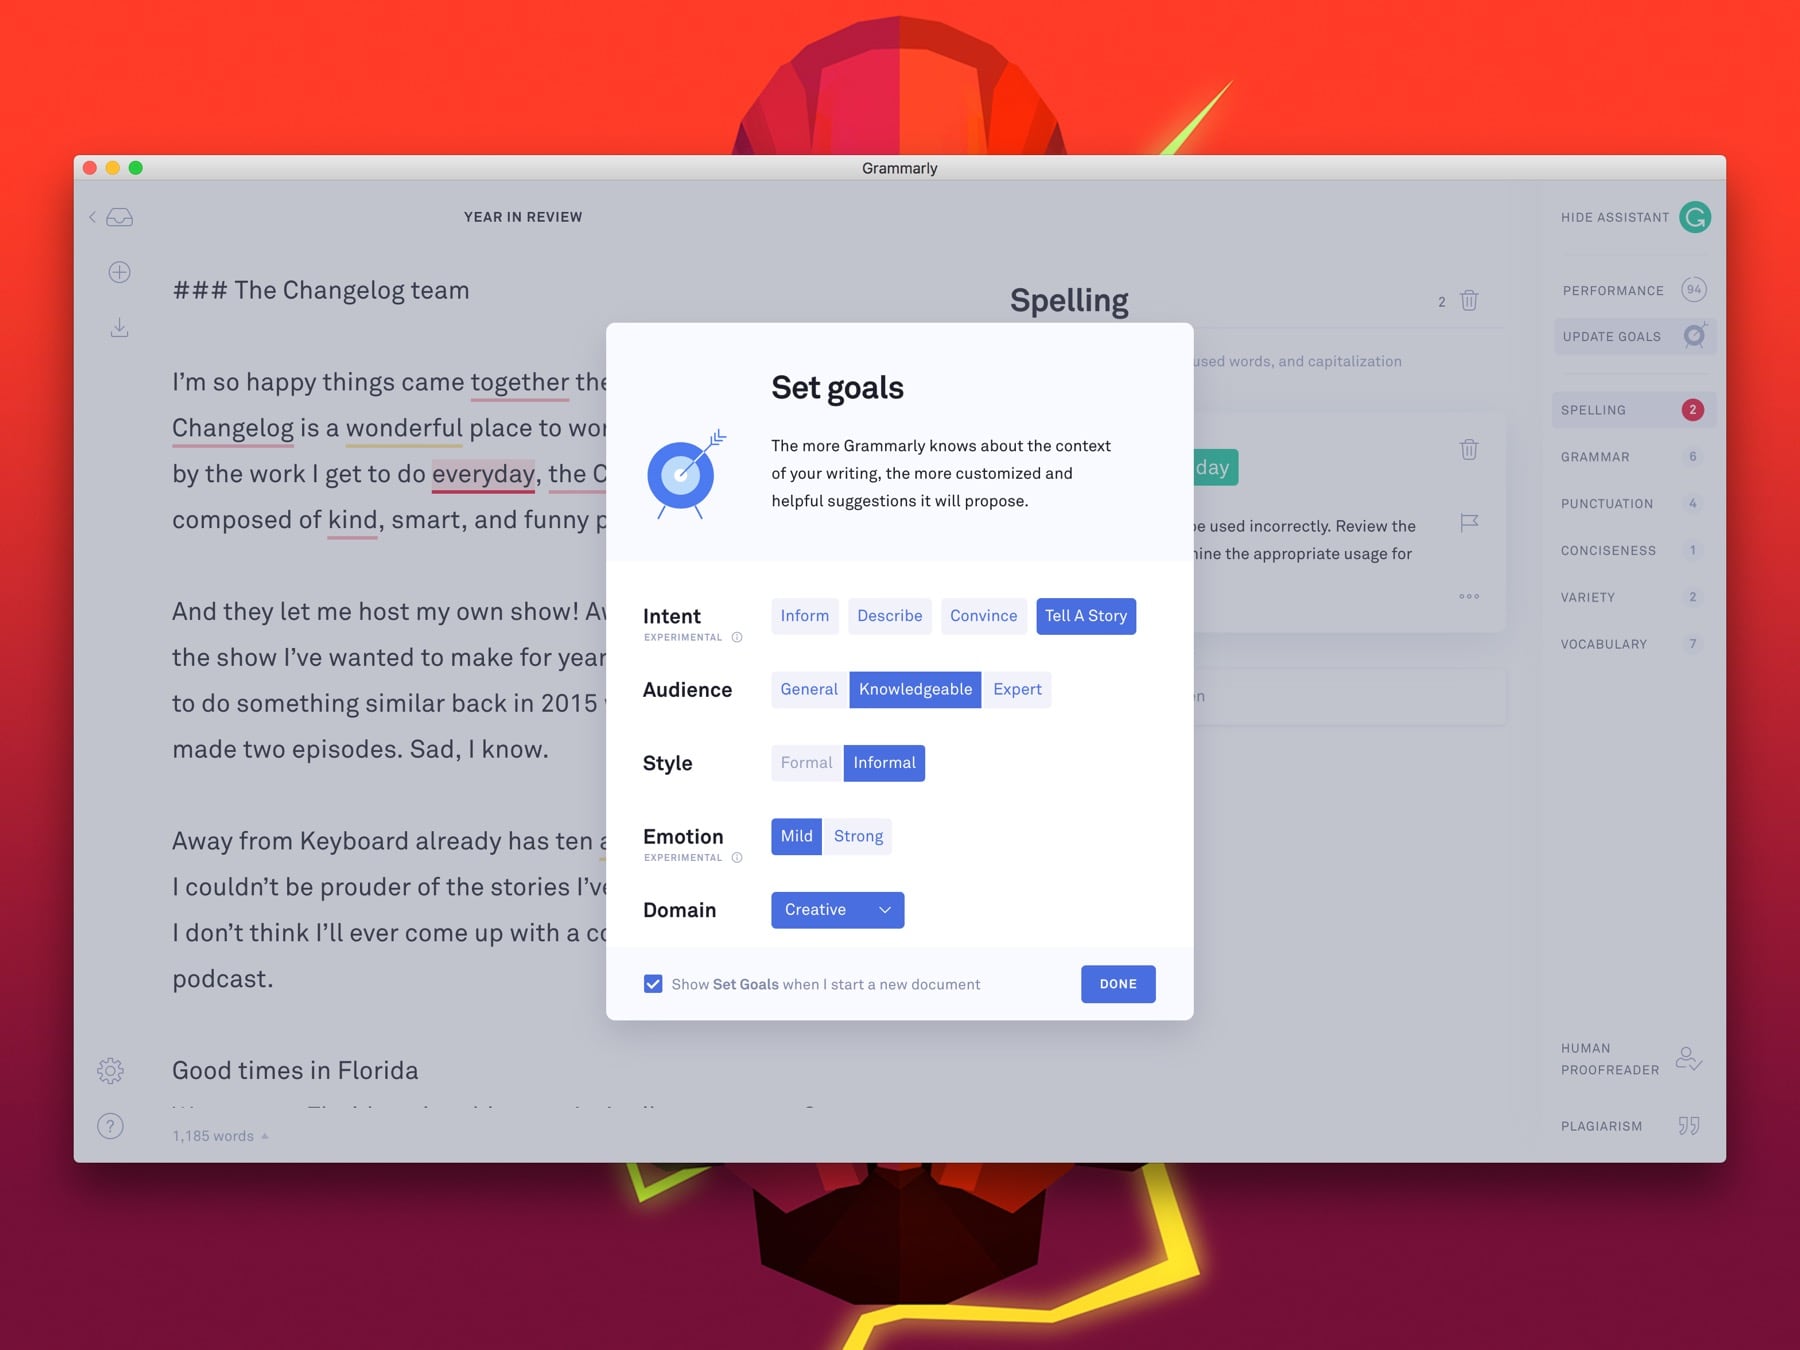 Grammarly
YEAR IN REVIEW
HIDE ASSISTANT
### The Changelog team
Spelling
2
PERFORMANCE 94
UPDATE GOALS
used words, and capitalization
I’m so happy things came together the
Changelog is a wonderful place to
by the work I get to do everyday, the
composed of kind, smart, and funny
And they let me host my own show!
the show I’ve wanted to make for
to do something similar back in 2015
made two episodes. Sad, I know.
Away from Keyboard already has ten
I couldn’t be prouder of the stories I’ve
I don’t think I’ll ever come up with a
podcast.
Good times in Florida
1,185 words
Set goals
The more Grammarly knows about the context
of your writing, the more customized and
helpful suggestions it will propose.
Intent
EXPERIMENTAL
Inform Describe Convince Tell A Story
Audience General Knowledgeable Expert
Style Formal Informal
Emotion
EXPERIMENTAL
Mild Strong
Domain Creative
Show Set Goals when I start a new document
DONE
day
be used incorrectly. Review the
the appropriate usage for
SPELLING 2
GRAMMAR 6
PUNCTUATION 4
CONCISENESS 1
VARIETY 2
VOCABULARY 7
HUMAN
PROOFREADER
PLAGIARISM